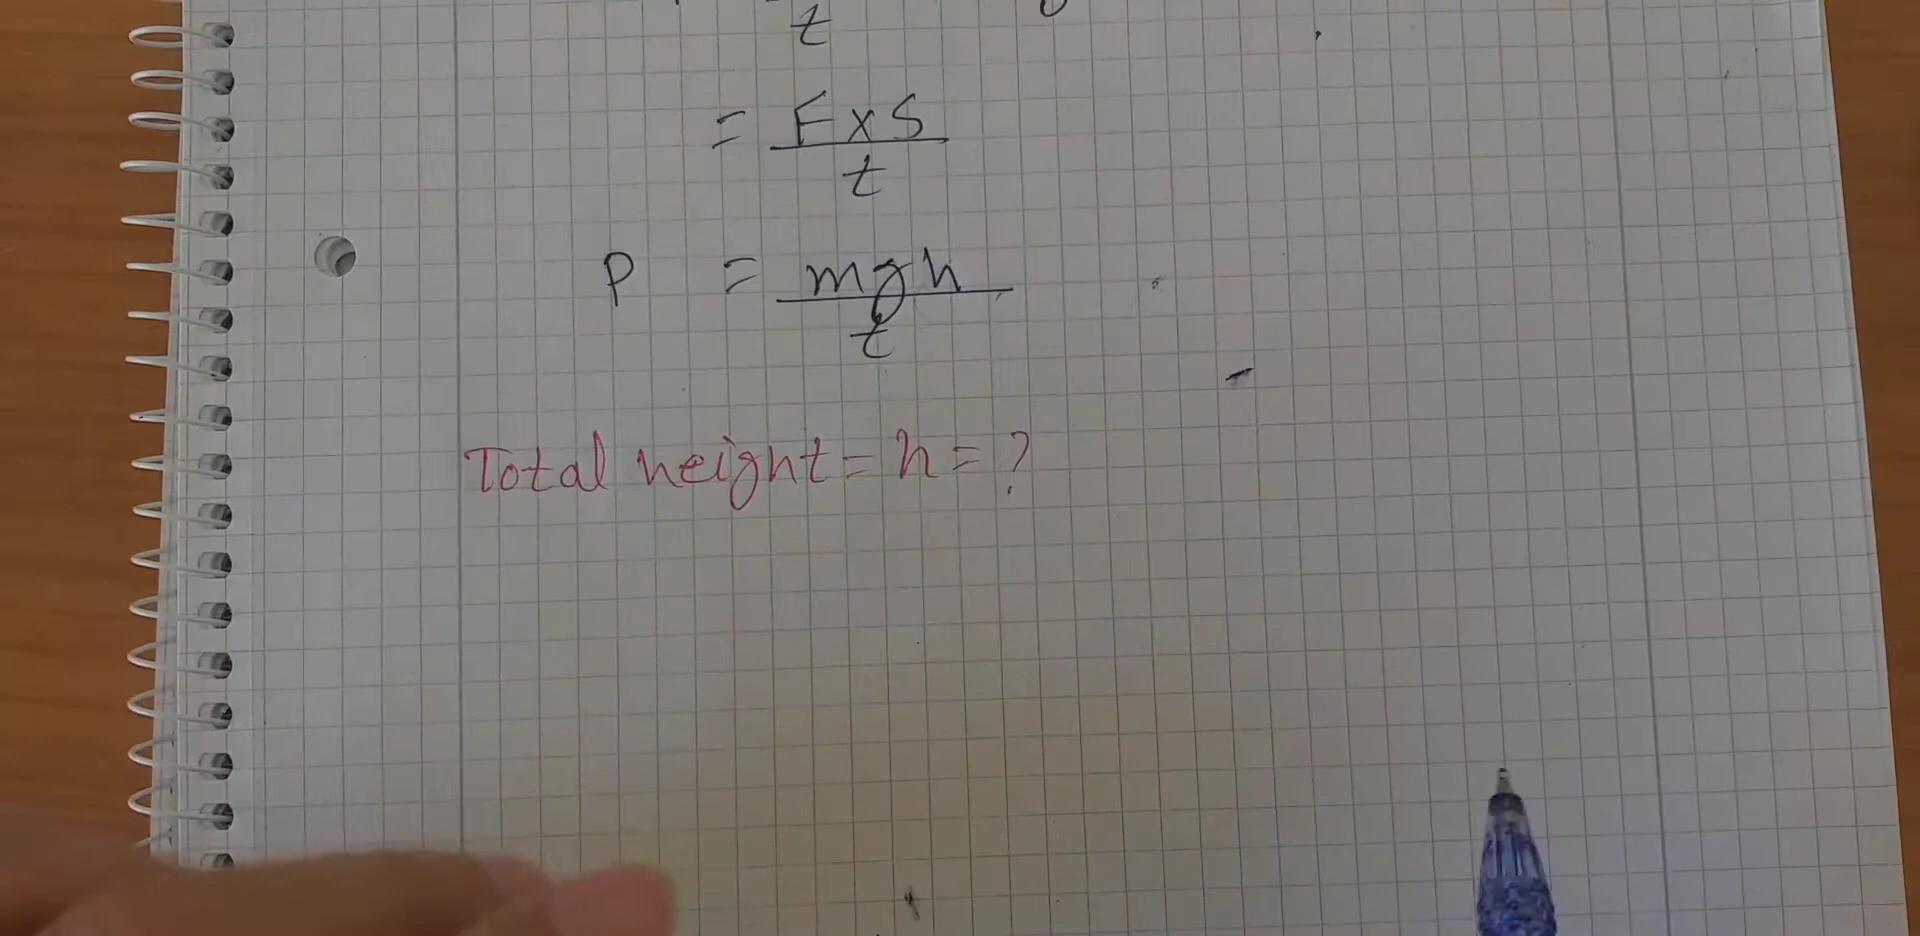 t
= F x S
t
P = mgh
t
Total height = h = ?